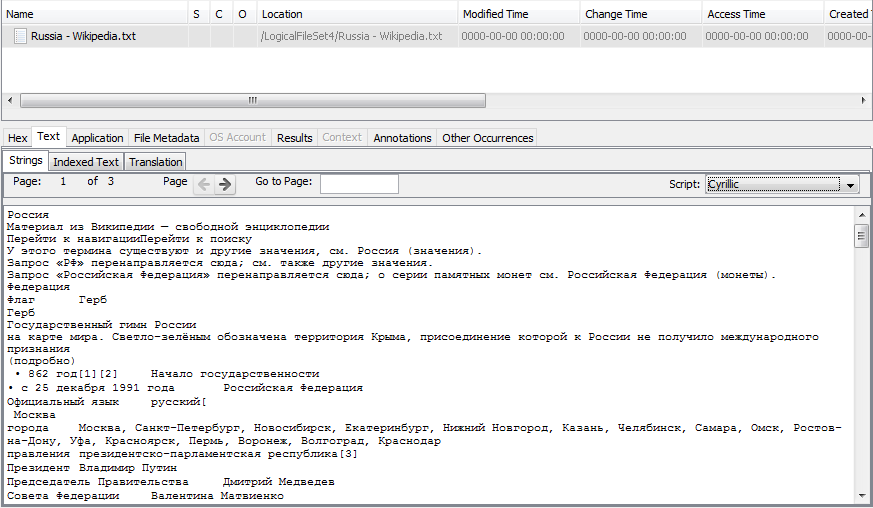 Name S C O Location Modified Time Change Time Access Time Created T
Russia - Wikipedia.txt /LogicalFileSet4/Russia - Wikipedia.txt 0000-00-00 00:00:00 0000-00-00 00:00:00 0000-00-00 00:00:00 0000-00-
Hex Text Application File Metadata OS Account Results Context Annotations Other Occurrences
Strings Indexed Text Translation
Page: 1 of 3 Page Go to Page: Script: Cyrillic
Россия
Материал из Википедии — свободной энциклопедии
Перейти к навигацииПерейти к поиску
У этого термина существуют и другие значения, см. Россия (значения).
Запрос «РФ» перенаправляется сюда; см. также другие значения.
Запрос «Российская Федерация» перенаправляется сюда; о серии памятных монет см. Российская Федерация (монеты).
Федерация
Флаг Герб
Герб
Государственный гимн России
на карте мира. Светло-зелёным обозначена территория Крыма, присоединение которой к России не получило международного
признания
(подробно)
• 862 год[1][2] Начало государственности
• с 25 декабря 1991 года Российская Федерация
Официальный язык русский[
Москва
города Москва, Санкт-Петербург, Новосибирск, Екатеринбург, Нижний Новгород, Казань, Челябинск, Самара, Омск, Ростов-
на-Дону, Уфа, Красноярск, Пермь, Воронеж, Волгоград, Краснодар
правления президентско-парламентская республика[3]
Президент Владимир Путин
Председатель Правительства Дмитрий Медведев
Совета Федерации Валентина Матвиенко